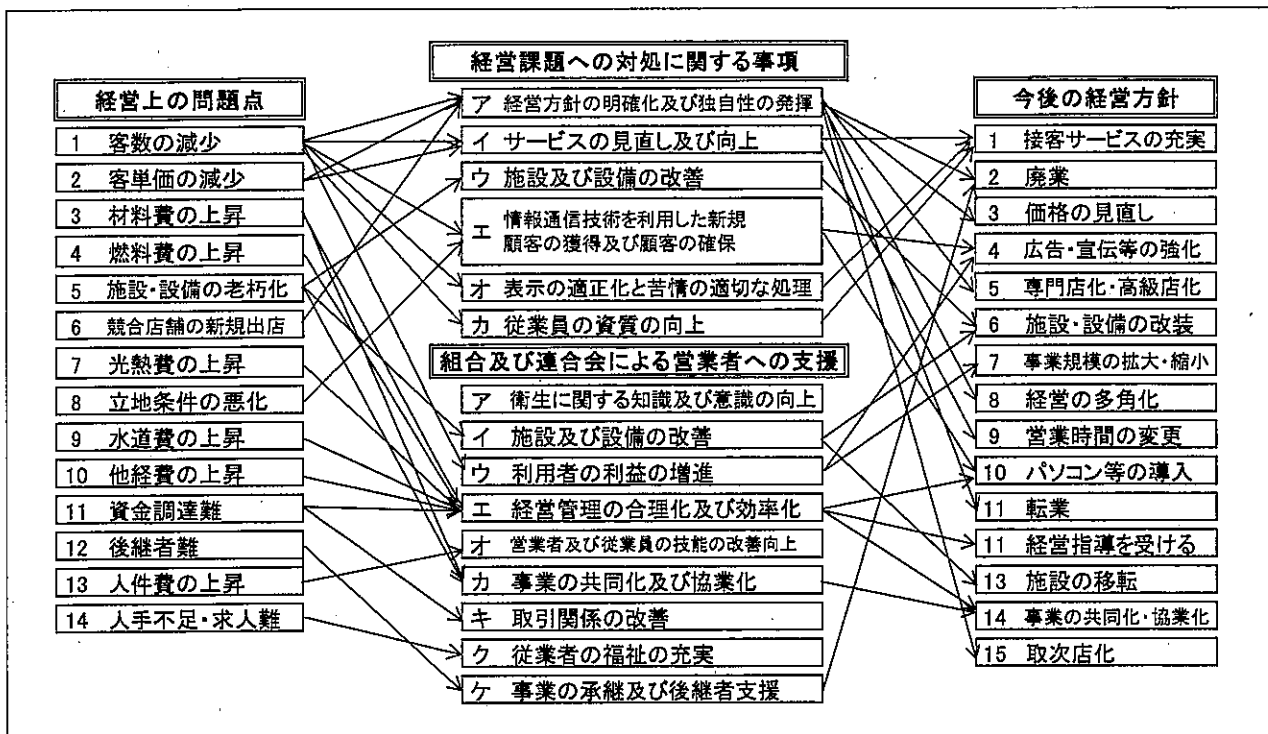 経営上の問題点
1 客数の減少
2 客単価の減少
3 材料費の上昇
4 燃料費の上昇
5 施設・設備の老朽化
6 競合店舗の新規出店
7 光熱費の上昇
8 立地条件の悪化
9 水道費の上昇
10 他経費の上昇
11 資金調達難
12 後継者難
13 人件費の上昇
14 人手不足・求人難
経営課題への対処に関する事項
ア 経営方針の明確化及び独自性の発揮
イ サービスの見直し及び向上
ウ 施設及び設備の改善
エ 情報通信技術を利用した新規
顧客の獲得及び顧客の確保
オ 表示の適正化と苦情の適切な処理
カ 従業員の資質の向上
組合及び連合会による営業者への支援
ア 衛生に関する知識及び意識の向上
イ 施設及び設備の改善
ウ 利用者の利益の増進
エ 経営管理の合理化及び効率化
オ 営業者及び従業員の技能の改善向上
カ 事業の共同化及び協業化
キ 取引関係の改善
ク 従業者の福祉の充実
ケ 事業の承継及び後継者支援
今後の経営方針
1 接客サービスの充実
2 廃業
3 価格の見直し
4 広告・宣伝等の強化
5 専門店化・高級店化
6 施設・設備の改装
7 事業規模の拡大・縮小
8 経営の多角化
9 営業時間の変更
10 パソコン等の導入
11 転業
11 経営指導を受ける
13 施設の移転
14 事業の共同化・協業化
15 取次店化